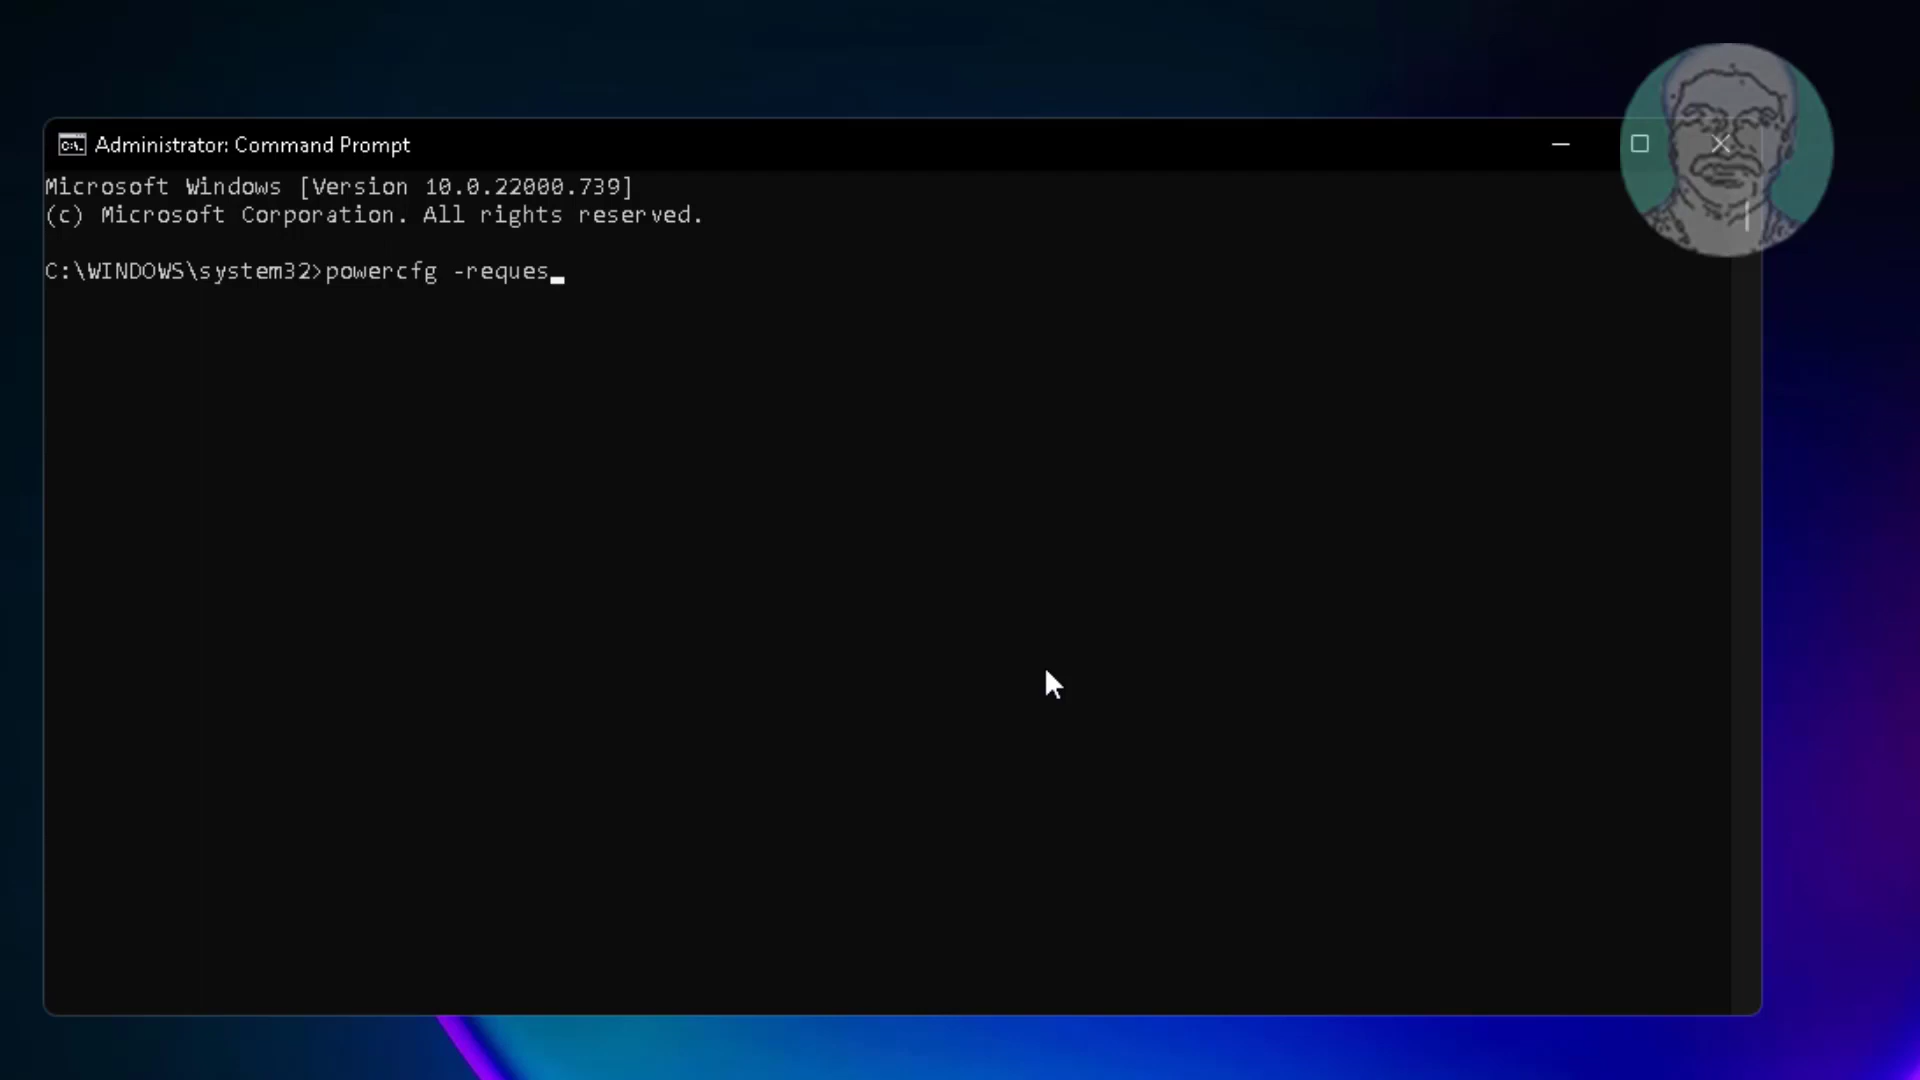 Administrator: Command Prompt
Microsoft Windows [Version 10.0.22000.739]
(c) Microsoft Corporation. All rights reserved.
C:\WINDOWS\system32>powercfg -reques